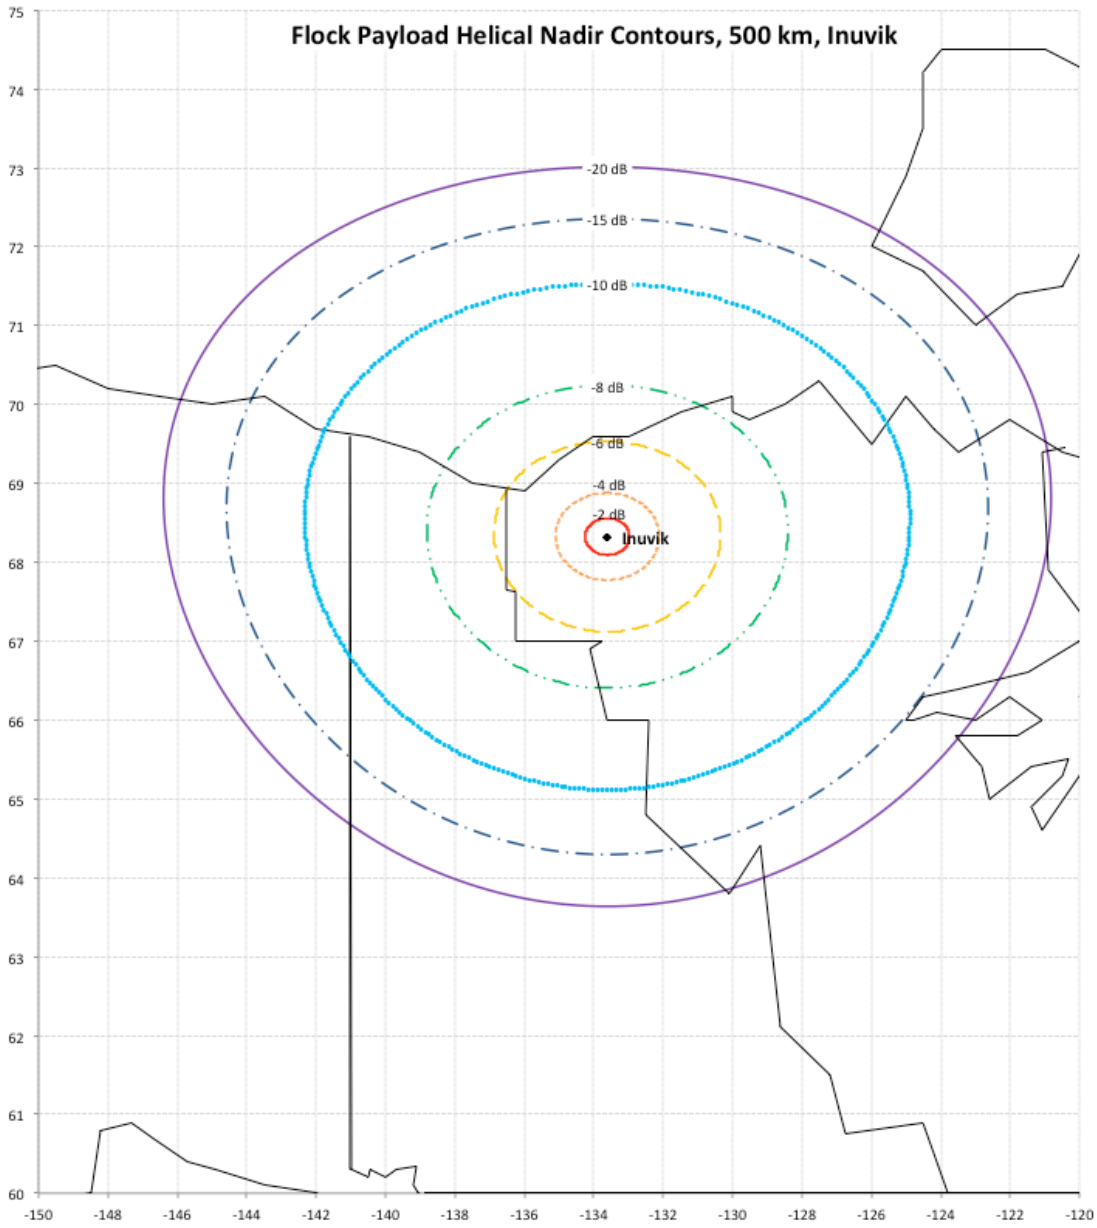 Flock Payload Helical Nadir Contours, 500 km, Inuvik
75
74
73
72
71
70
69
68
67
66
65
64
63
62
61
60
-20 dB
-15 dB
-10 dB
-8 dB
-6 dB
-4 dB
-2 dB
Inuvik
-150 -148 -146 -144 -142 -140 -138 -136 -134 -132 -130 -128 -126 -124 -122 -120